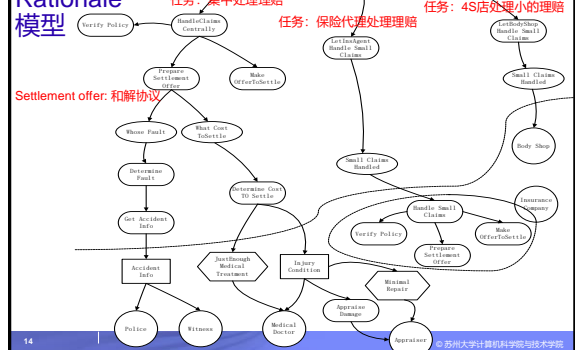 Rationale
模型
任务: 集中处理理赔
任务: 保险代理处理理赔
任务: 4S店处理小的理赔
Verify Policy
HandleClaims
Centrally
LetInsAgent
Handle Small
Claims
LetBodyShop
Handle Small
Claims
Prepare
Settlement
Offer
Make
OfferToSettle
Small Claims
Handled
Settlement offer: 和解协议
Whose Fault
What Cost
ToSettle
Body Shop
Small Claims
Handled
Determine
Fault
Determine Cost
TO Settle
Insurance
Company
Handle Small
Claims
Get Accident
Info
Verify Policy
Make
OfferToSettle
Prepare
Settlement
Offer
Accident
Info
JustEnough
Medical
Treatment
Injury
Condition
Minimal
Repair
Appraise
Damage
Police
Witness
Medical
Doctor
Appraiser
14
© 苏州大学计算机科学院与技术学院